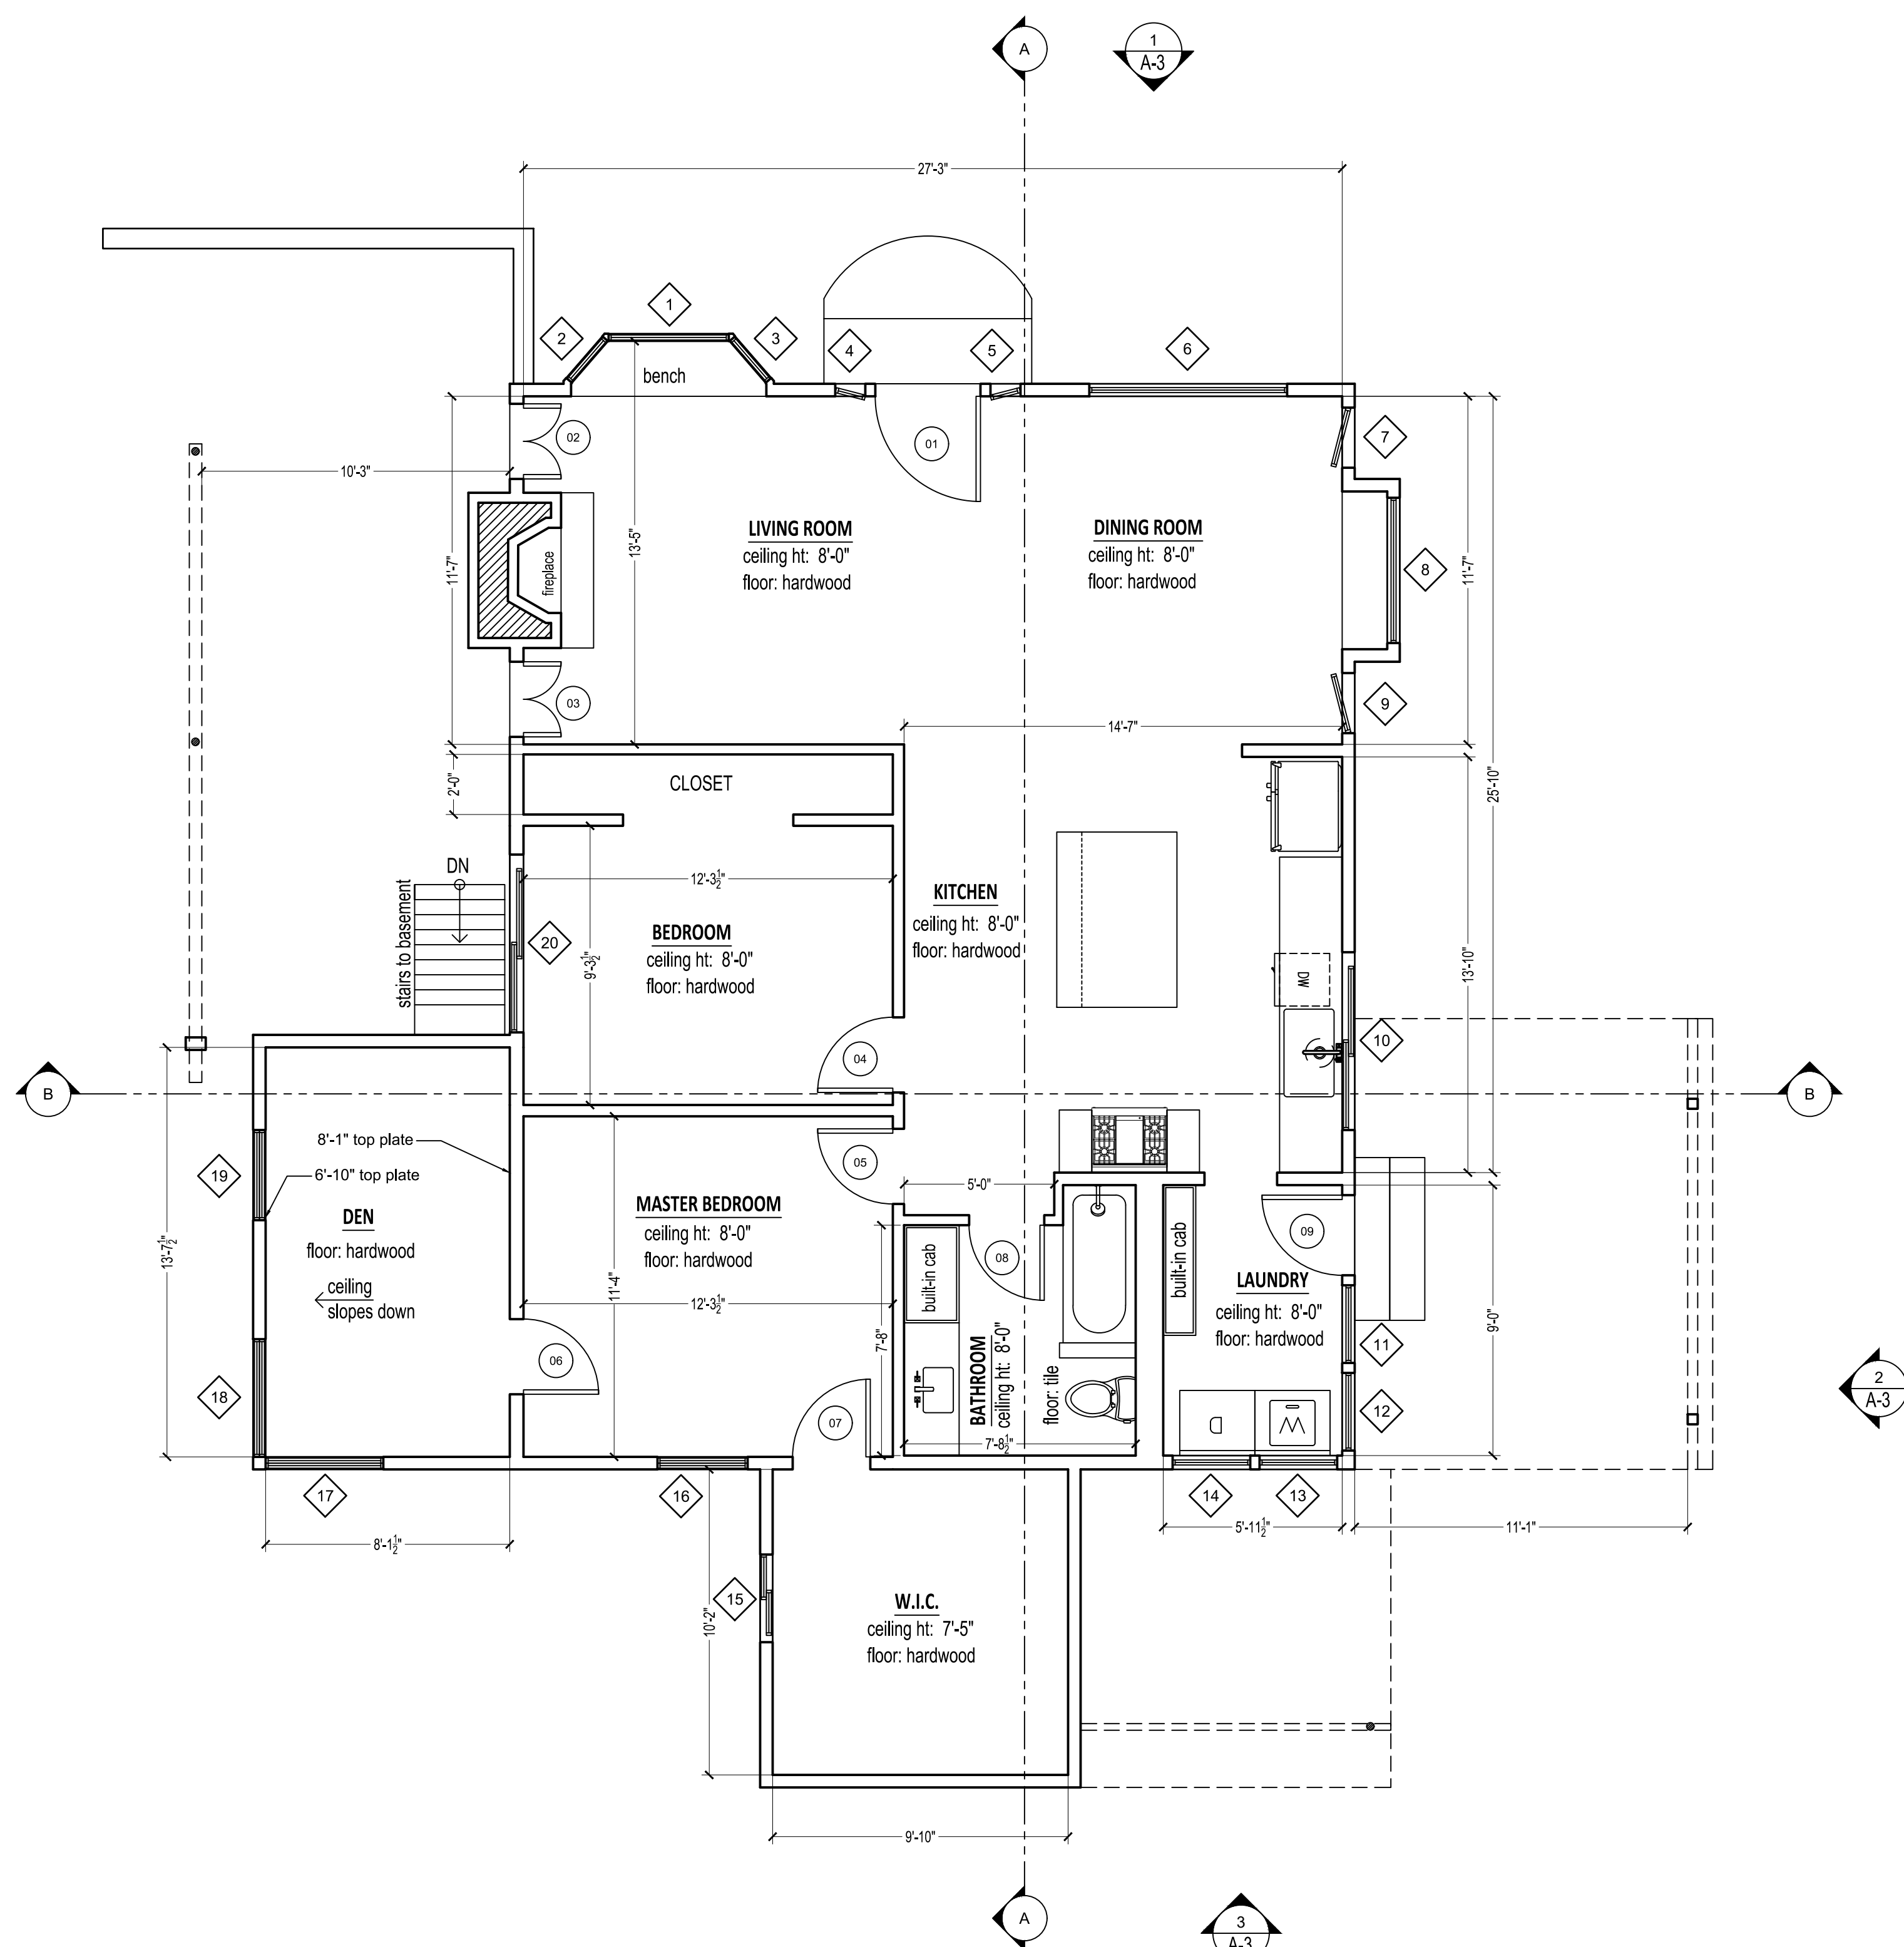 A
1
A-3
27'-3"
1
2
3
4
5
6
bench
7
02
01
10'-3"
LIVING ROOM
ceiling ht: 8'-0"
floor: hardwood
DINING ROOM
ceiling ht: 8'-0"
floor: hardwood
13'-5"
11'-7"
fireplace
8
11'-7"
03
9
14'-7"
2'-0"
CLOSET
25'-10"
DN
stairs to basement
12'-3½"
KITCHEN
ceiling ht: 8'-0"
floor: hardwood
BEDROOM
ceiling ht: 8'-0"
floor: hardwood
20
9'-3½"
DW
13'-10"
10
04
B
B
8'-1" top plate
6'-10" top plate
19
05
5'-0"
MASTER BEDROOM
ceiling ht: 8'-0"
floor: hardwood
DEN
floor: hardwood
ceiling
slopes down
13'-7½"
11'-4"
12'-3½"
built-in cab
08
built-in cab
09
LAUNDRY
ceiling ht: 8'-0"
floor: hardwood
7'-8"
9'-0"
BATHROOM
ceiling ht: 8'-0"
floor: tile
06
11
18
07
D
W
12
2
A-3
7'-8½"
17
16
14
13
8'-1½"
5'-11½"
11'-1"
15
10'-2"
W.I.C.
ceiling ht: 7'-5"
floor: hardwood
9'-10"
A
3
A-3